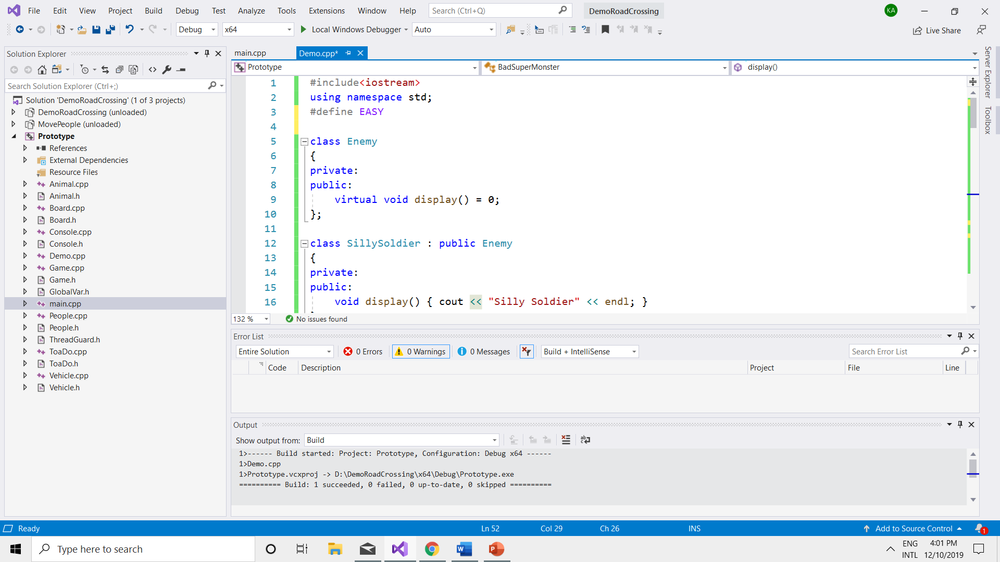 File Edit View Project Build Debug Test Analyze Tools Extensions Window Help Search (Ctrl+Q) DemoRoadCrossing KA
Debug x64 Local Windows Debugger Auto Live Share
Solution Explorer
Search Solution Explorer (Ctrl+;)
Solution 'DemoRoadCrossing' (1 of 3 projects)
DemoRoadCrossing (unloaded)
MovePeople (unloaded)
Prototype
References
External Dependencies
Resource Files
Animal.cpp
Animal.h
Board.cpp
Board.h
Console.cpp
Console.h
Demo.cpp
Game.cpp
Game.h
GlobalVar.h
main.cpp
People.cpp
People.h
ThreadGuard.h
ToaDo.cpp
ToaDo.h
Vehicle.cpp
Vehicle.h
main.cpp Demo.cpp*
Prototype BadSuperMonster display()
1 #include<iostream>
2 using namespace std;
3 #define EASY
4
5 class Enemy
6 {
7 private:
8 public:
9 virtual void display() = 0;
10 };
11
12 class SillySoldier : public Enemy
13 {
14 private:
15 public:
16 void display() { cout << "Silly Soldier" << endl; }
132 % No issues found
Server Explorer
Toolbox
Error List
Entire Solution 0 Errors 0 Warnings 0 Messages Build + IntelliSense Search Error List
Code Description Project File Line
Output
Show output from: Build
1>------ Build started: Project: Prototype, Configuration: Debug x64 ------
1>Demo.cpp
1>Prototype.vcxproj -> D:\DemoRoadCrossing\x64\Debug\Prototype.exe
========== Build: 1 succeeded, 0 failed, 0 up-to-date, 0 skipped ==========
Ready Ln 52 Col 29 Ch 26 INS Add to Source Control 1
Type here to search ENG 4:01 PM
INTL 12/10/2019